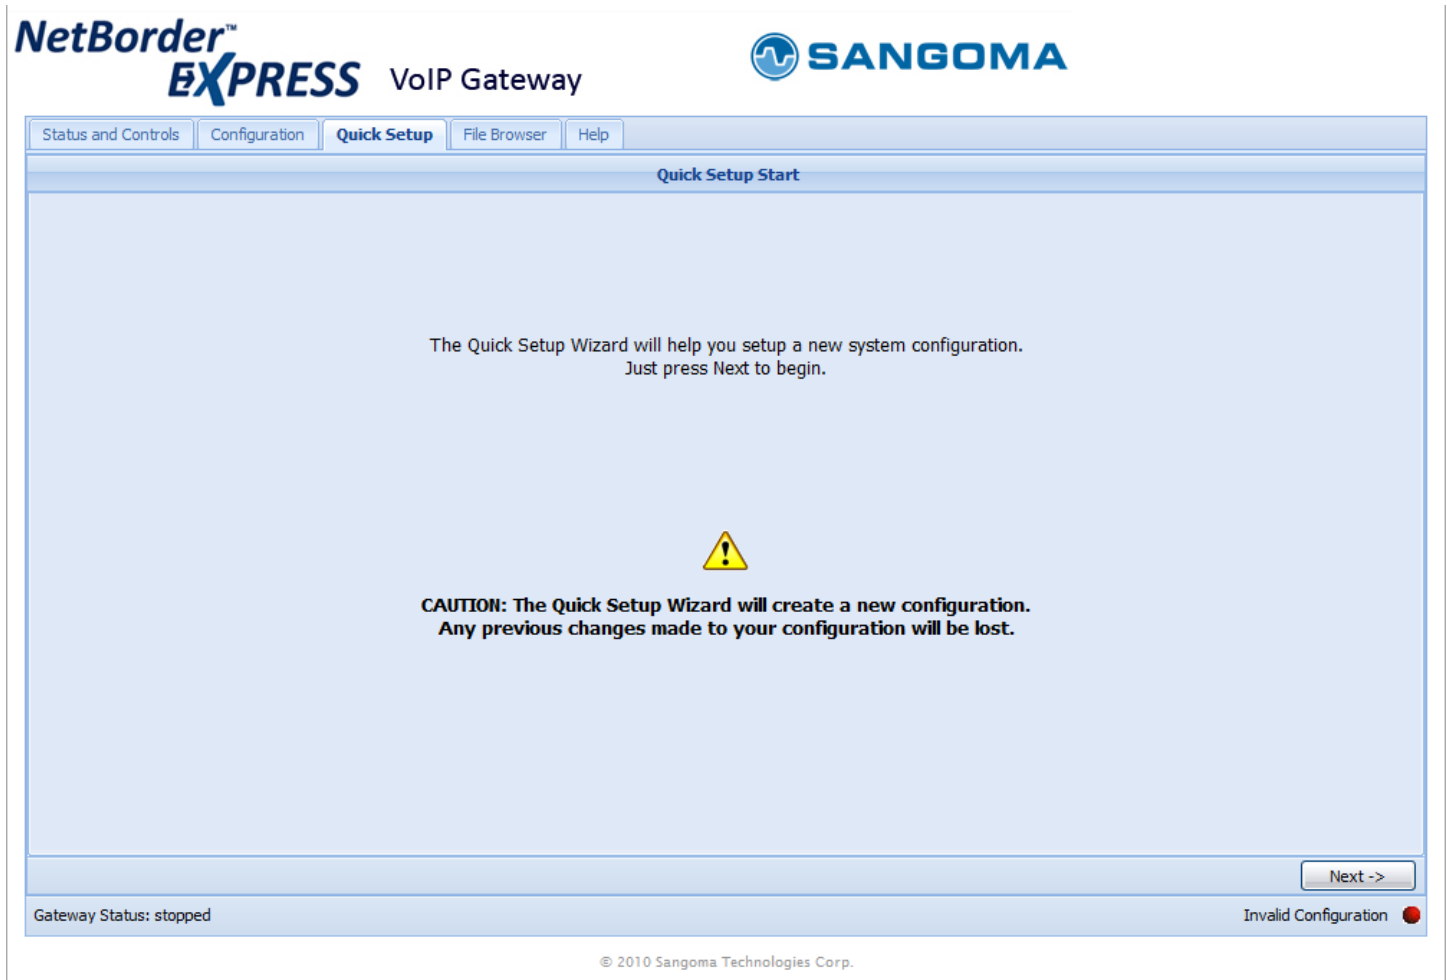 NetBorder™
EXPRESS VoIP Gateway
SANGOMA
Status and Controls Configuration Quick Setup File Browser Help
Quick Setup Start
The Quick Setup Wizard will help you setup a new system configuration.
Just press Next to begin.
CAUTION: The Quick Setup Wizard will create a new configuration.
Any previous changes made to your configuration will be lost.
Next ->
Gateway Status: stopped Invalid Configuration
© 2010 Sangoma Technologies Corp.